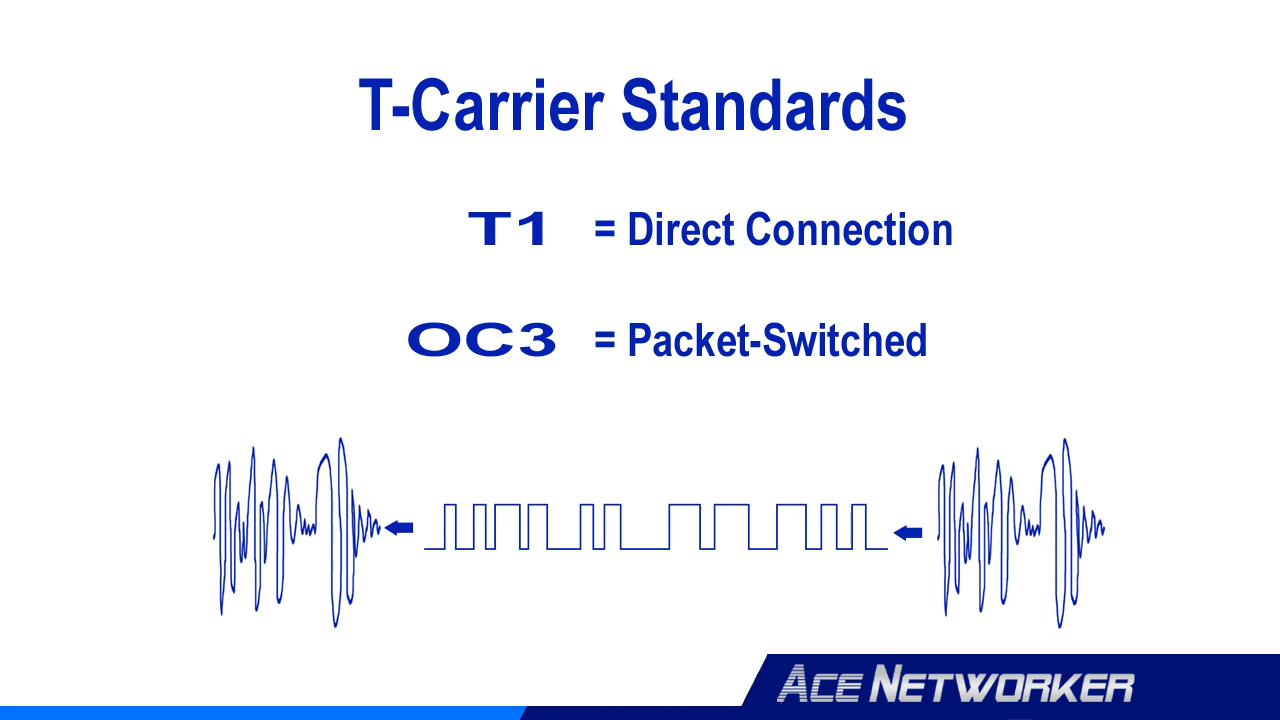 T-Carrier Standards
T1 = Direct Connection
OC3 = Packet-Switched
ACE NETWORKER